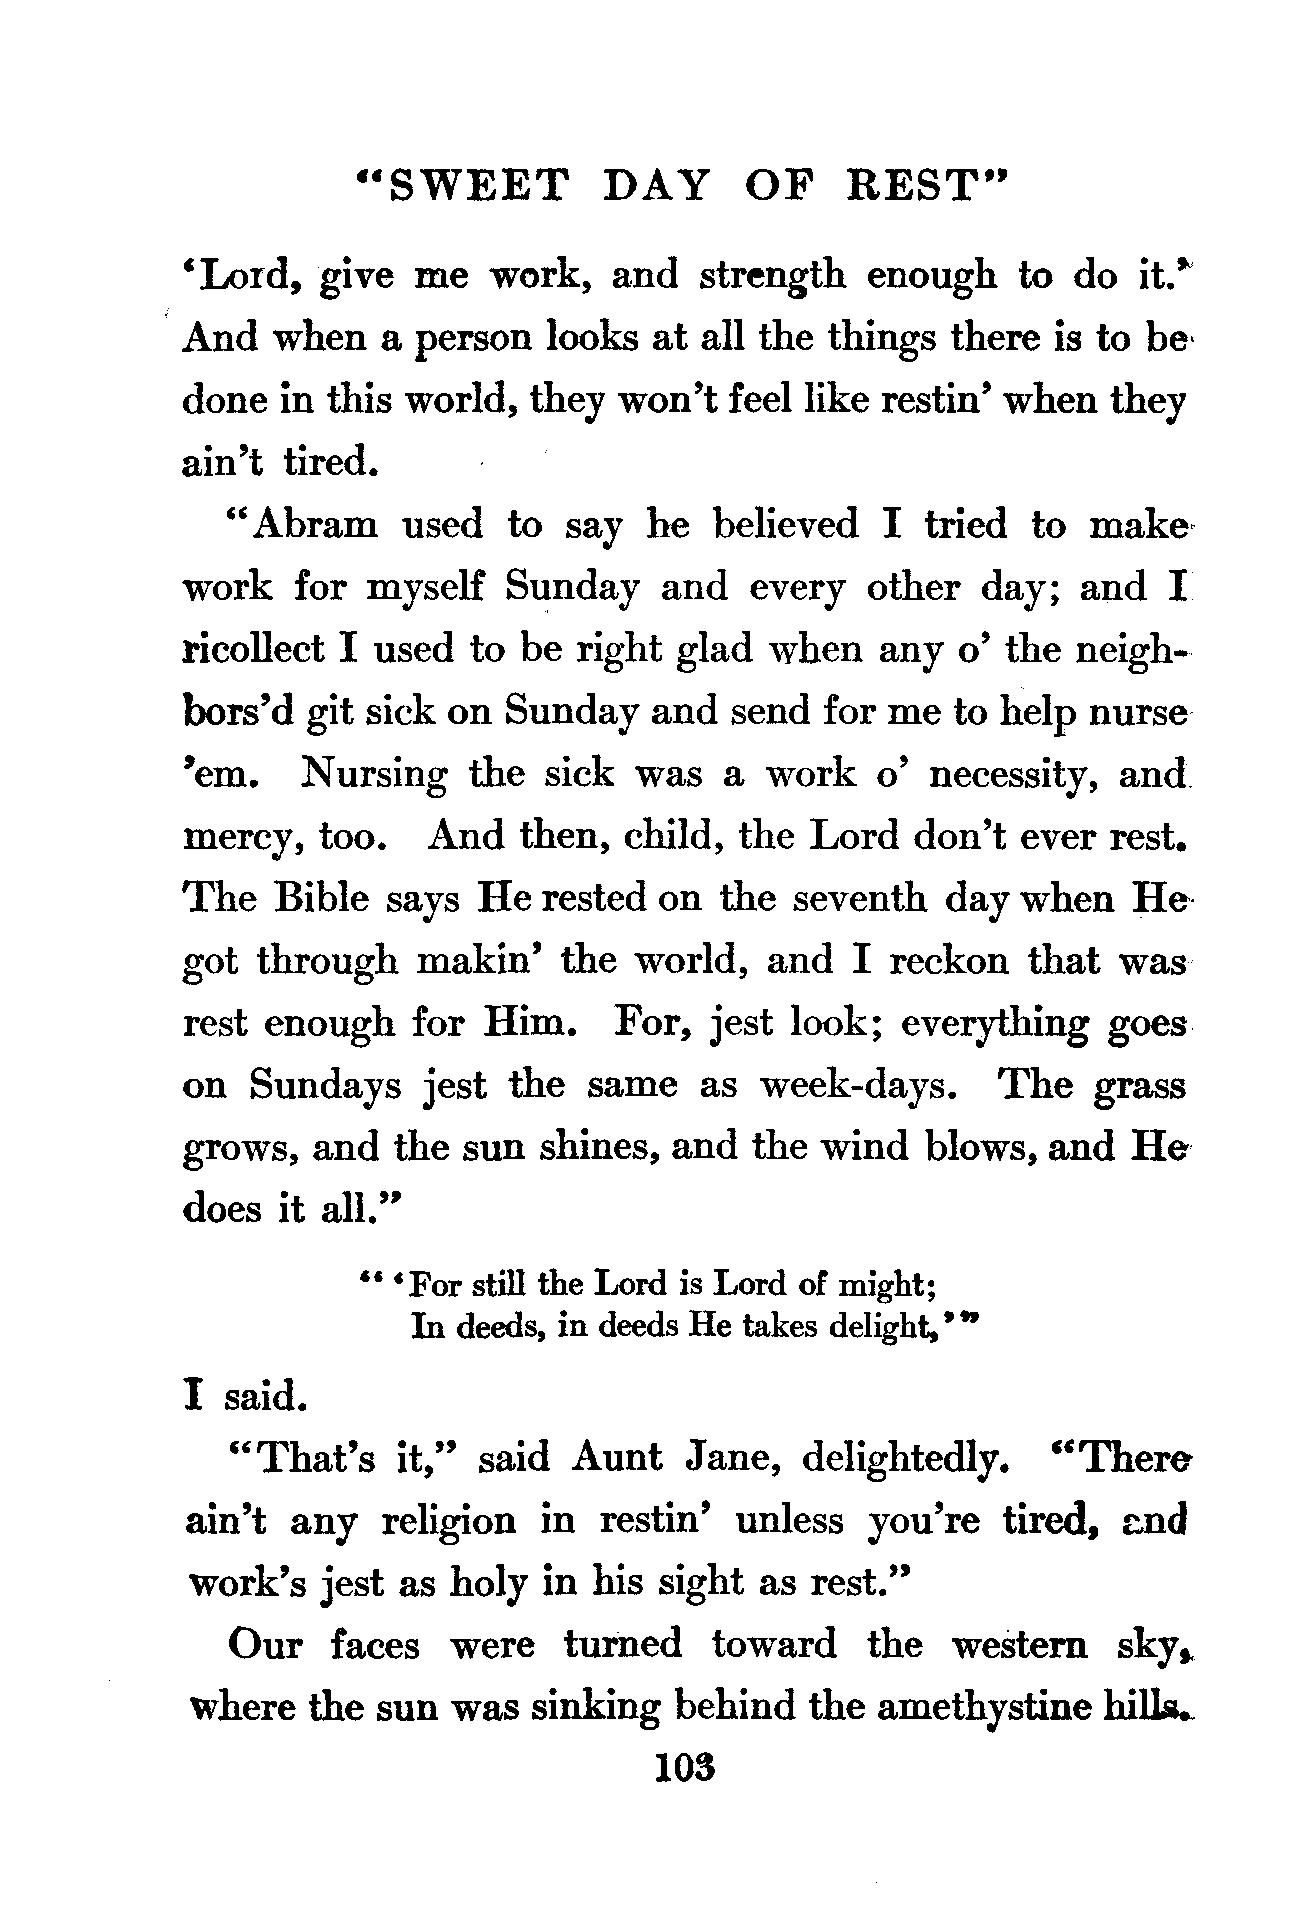 “SWEET DAY OF REST”
‘Lord, give me work, and strength enough to do it.’
And when a person looks at all the things there is to be
done in this world, they won’t feel like restin’ when they
ain’t tired.
“Abram used to say he believed I tried to make
work for myself Sunday and every other day; and I
ricollect I used to be right glad when any o’ the neigh-
bors’d git sick on Sunday and send for me to help nurse
’em. Nursing the sick was a work o’ necessity, and
mercy, too. And then, child, the Lord don’t ever rest.
The Bible says He rested on the seventh day when He
got through makin’ the world, and I reckon that was
rest enough for Him. For, jest look; everything goes
on Sundays jest the same as week-days. The grass
grows, and the sun shines, and the wind blows, and He
does it all.”
“ ‘For still the Lord is Lord of might;
In deeds, in deeds He takes delight,’ ”
I said.
“That’s it,” said Aunt Jane, delightedly. “There
ain’t any religion in restin’ unless you’re tired, and
work’s jest as holy in his sight as rest.”
Our faces were turned toward the western sky,
where the sun was sinking behind the amethystine hills.
103